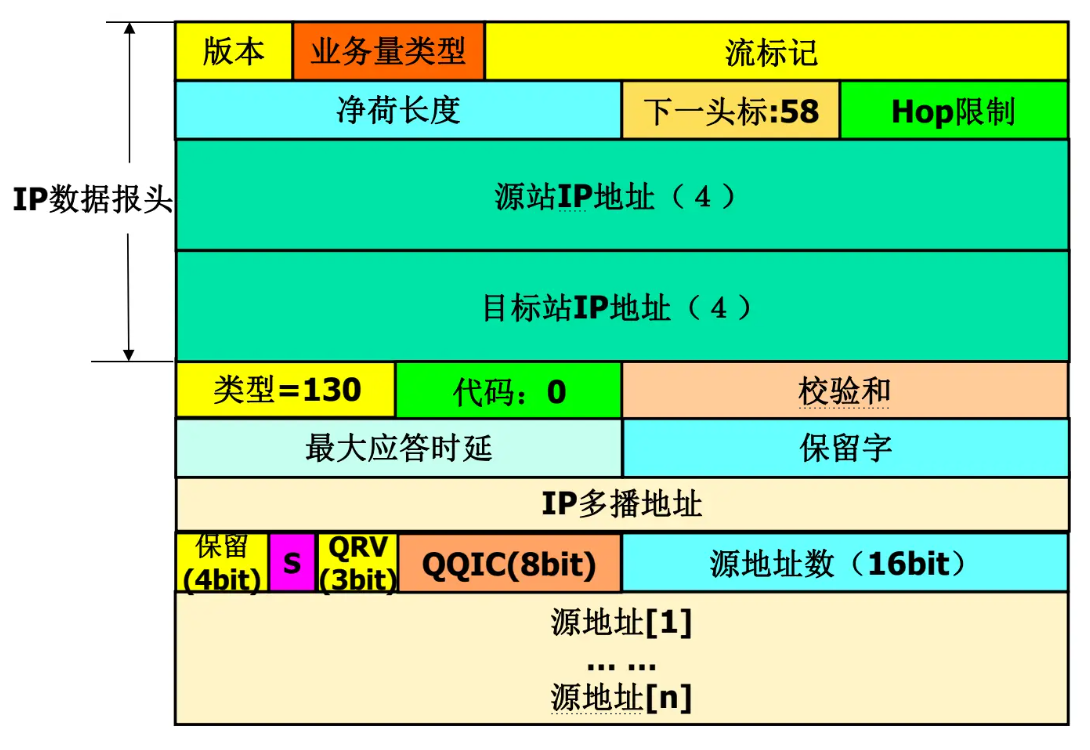 版本 业务量类型 流标记
净荷长度 下一头标:58 Hop限制
IP数据报头
源站IP地址（４）
目标站IP地址（４）
类型=130 代码：0 校验和
最大应答时延 保留字
IP多播地址
保留
(4bit)
S
QRV
(3bit)
QQIC(8bit)
源地址数（16bit）
源地址[1]
... ...
源地址[n]